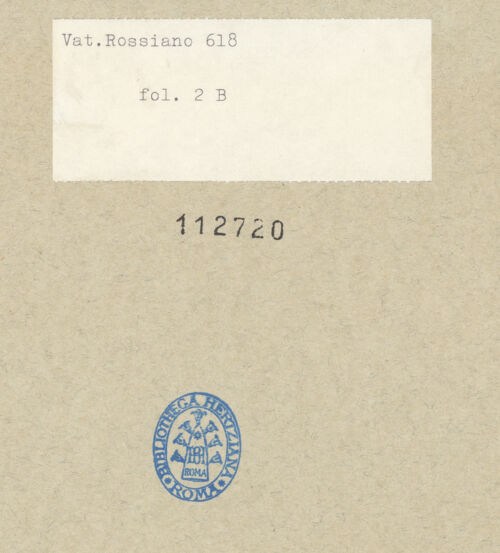 Vat.Rossiano 618
fol. 2 B
112720
BIBLIOTHECA HERTZIANA
ROMA
ROMA